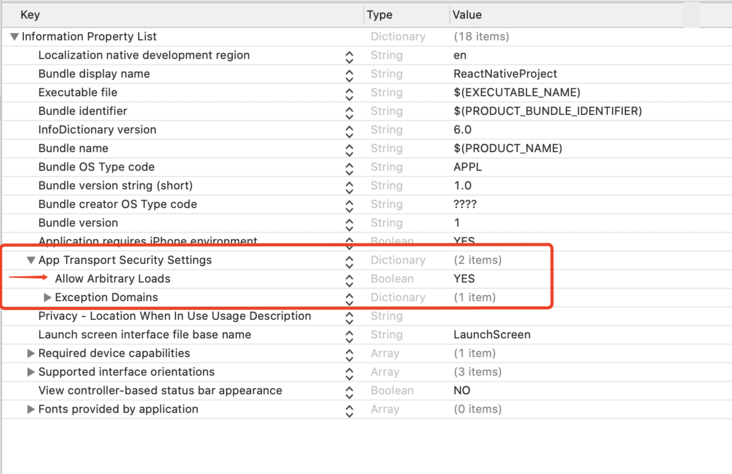 Key Type Value
Information Property List Dictionary (18 items)
Localization native development region String en
Bundle display name String ReactNativeProject
Executable file String $(EXECUTABLE_NAME)
Bundle identifier String $(PRODUCT_BUNDLE_IDENTIFIER)
InfoDictionary version String 6.0
Bundle name String $(PRODUCT_NAME)
Bundle OS Type code String APPL
Bundle version string (short) String 1.0
Bundle creator OS Type code String ????
Bundle version String 1
Application requires iPhone environment Boolean YES
App Transport Security Settings Dictionary (2 items)
Allow Arbitrary Loads Boolean YES
Exception Domains Dictionary (1 item)
Privacy - Location When In Use Usage Description String
Launch screen interface file base name String LaunchScreen
Required device capabilities Array (1 item)
Supported interface orientations Array (3 items)
View controller-based status bar appearance Boolean NO
Fonts provided by application Array (0 items)